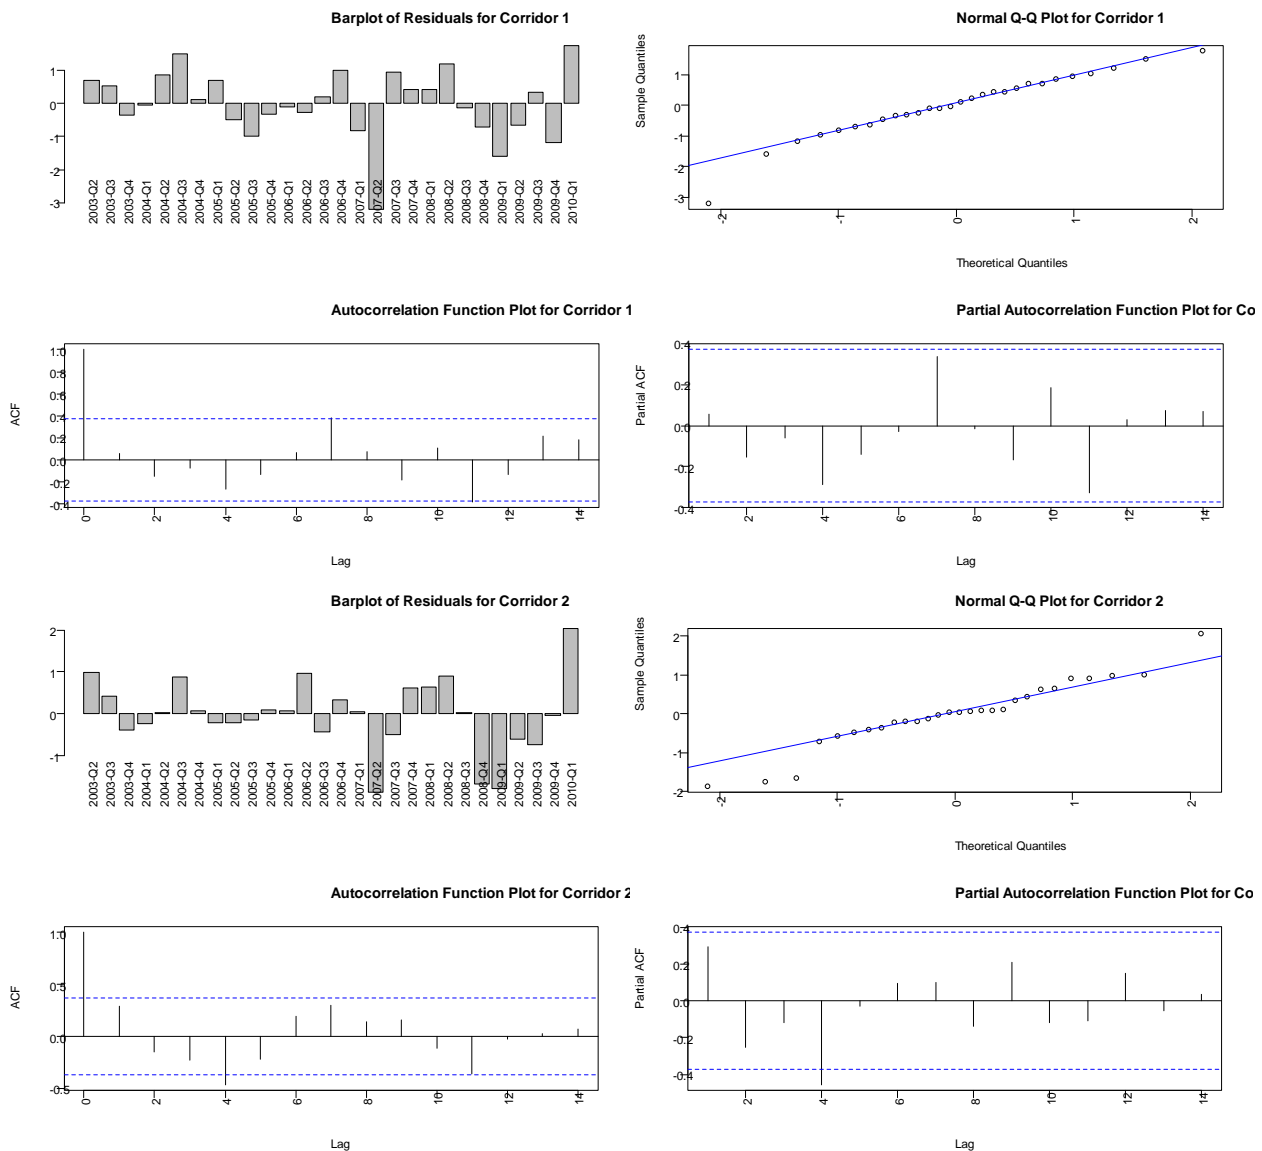 Barplot of Residuals for Corridor 1
1
0
-1
-2
-3
2003-Q2
2003-Q3
2003-Q4
2004-Q1
2004-Q2
2004-Q3
2004-Q4
2005-Q1
2005-Q2
2005-Q3
2005-Q4
2006-Q1
2006-Q2
2006-Q3
2006-Q4
2007-Q1
2007-Q2
2007-Q3
2007-Q4
2008-Q1
2008-Q2
2008-Q3
2008-Q4
2009-Q1
2009-Q2
2009-Q3
2009-Q4
2010-Q1
Normal Q-Q Plot for Corridor 1
Sample Quantiles
1
0
-1
-2
-3
-2
-1
0
1
2
Theoretical Quantiles
Autocorrelation Function Plot for Corridor 1
ACF
1.0
0.8
0.6
0.4
0.2
0.0
-0.2
-0.4
0
2
4
6
8
10
12
14
Lag
Partial Autocorrelation Function Plot for Co
Partial ACF
0.4
0.2
0.0
-0.2
-0.4
2
4
6
8
10
12
14
Lag
Barplot of Residuals for Corridor 2
2
1
0
-1
2003-Q2
2003-Q3
2003-Q4
2004-Q1
2004-Q2
2004-Q3
2004-Q4
2005-Q1
2005-Q2
2005-Q3
2005-Q4
2006-Q1
2006-Q2
2006-Q3
2006-Q4
2007-Q1
2007-Q2
2007-Q3
2007-Q4
2008-Q1
2008-Q2
2008-Q3
2008-Q4
2009-Q1
2009-Q2
2009-Q3
2009-Q4
2010-Q1
Normal Q-Q Plot for Corridor 2
Sample Quantiles
2
1
0
-1
-2
-2
-1
0
1
2
Theoretical Quantiles
Autocorrelation Function Plot for Corridor 2
ACF
1.0
0.5
0.0
-0.5
0
2
4
6
8
10
12
14
Lag
Partial Autocorrelation Function Plot for Co
Partial ACF
0.4
0.2
0.0
-0.2
-0.4
2
4
6
8
10
12
14
Lag